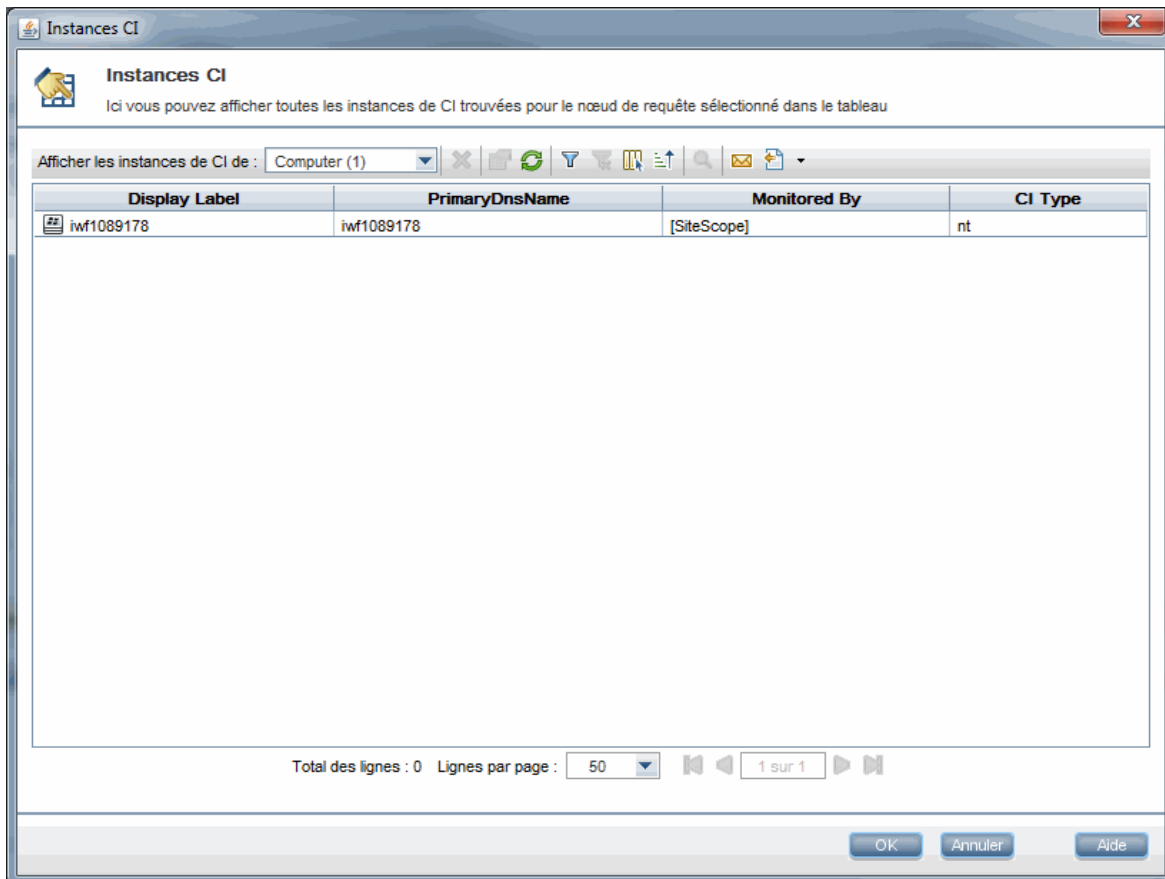 Instances CI
Instances CI
Ici vous pouvez afficher toutes les instances de CI trouvées pour le nœud de requête sélectionné dans le tableau
Afficher les instances de CI de : Computer (1)
Display Label PrimaryDnsName Monitored By CI Type
iwf1089178 iwf1089178 [SiteScope] nt
Total des lignes : 0 Lignes par page : 50 1 sur 1
OK Annuler Aide